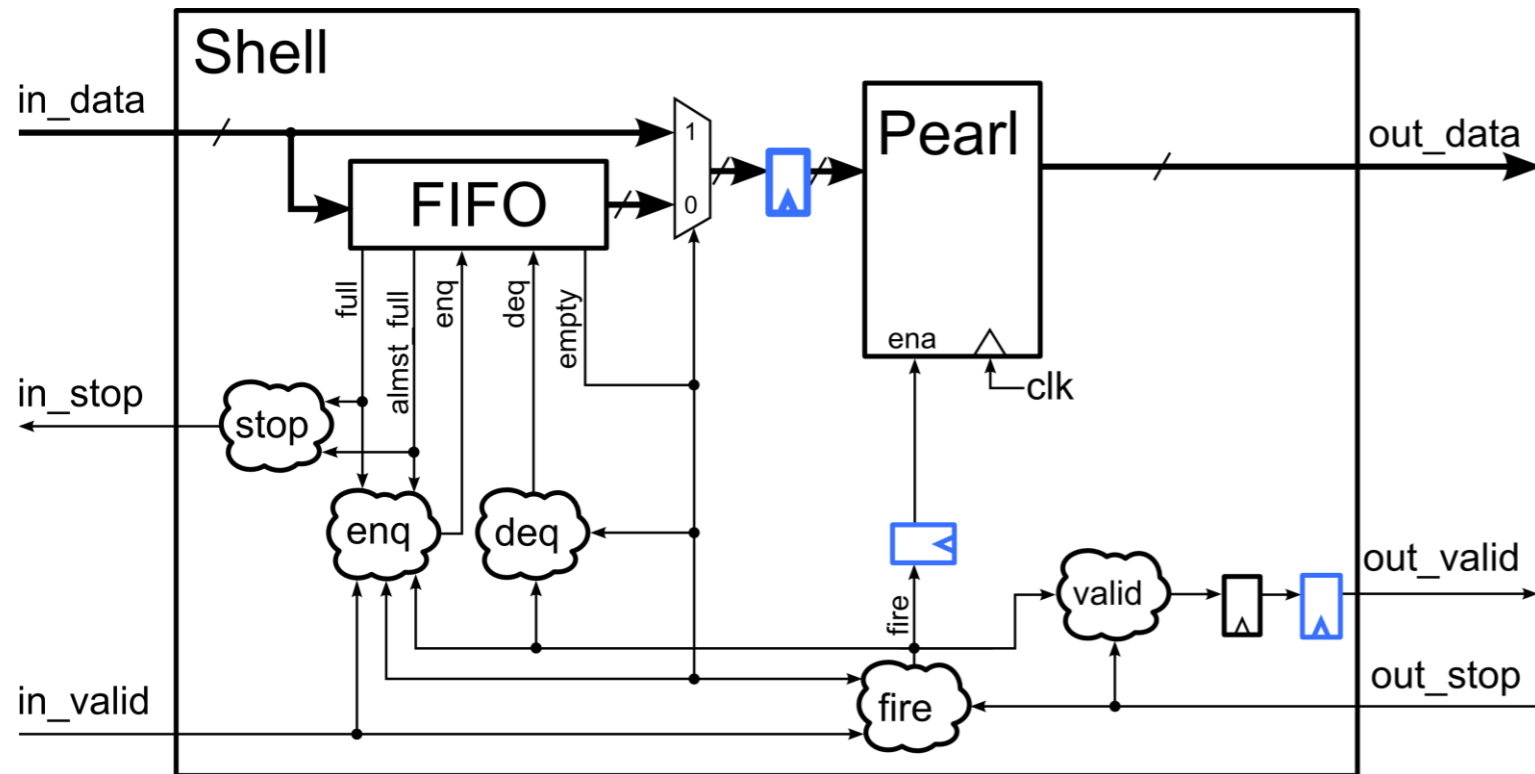 Shell
in_data
1
Pearl
out_data
FIFO
0
full
almst_full
enq
deq
empty
ena
clk
in_stop
stop
enq
deq
fire
valid
out_valid
in_valid
fire
out_stop